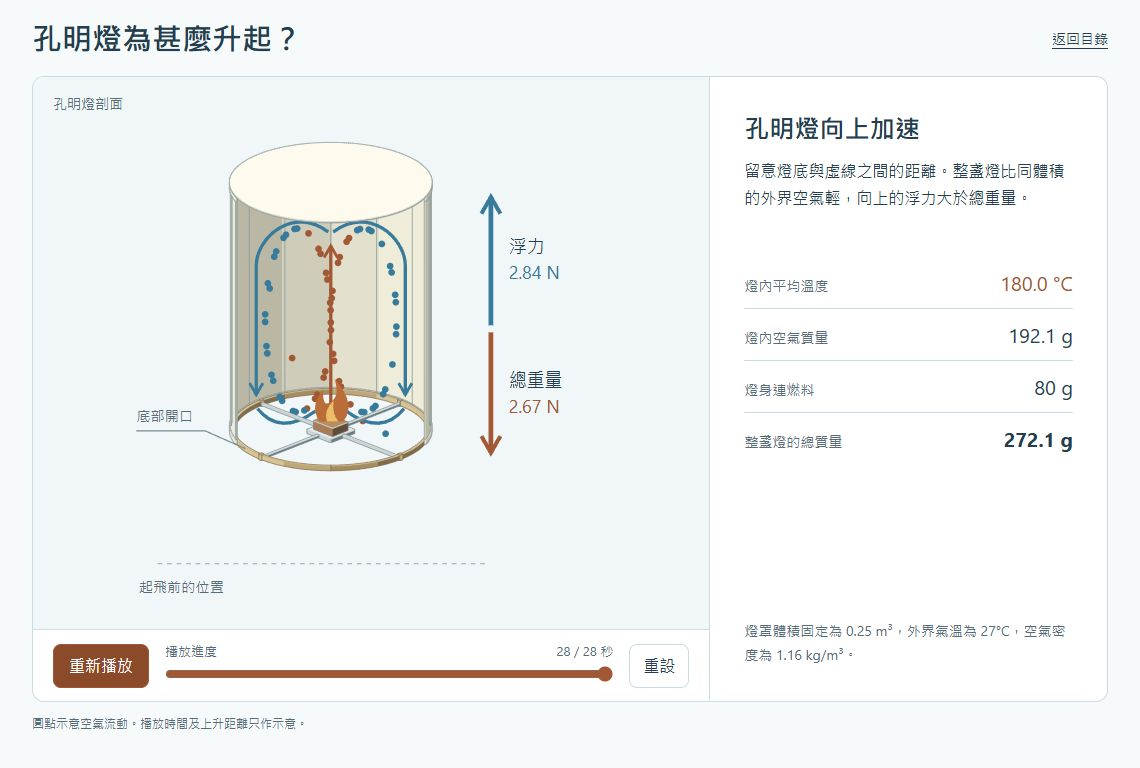 孔明燈為甚麼升起？
返回目錄
孔明燈剖面
浮力
2.84 N
總重量
2.67 N
底部開口
起飛前的位置
重新播放
播放進度
28 / 28 秒
重設
孔明燈向上加速
留意燈底與虛線之間的距離。整盞燈比同體積
的外界空氣輕，向上的浮力大於總重量。
燈內平均溫度
180.0 °C
燈內空氣質量
192.1 g
燈身連燃料
80 g
整盞燈的總質量
272.1 g
燈罩體積固定為 0.25 m³，外界氣溫為 27°C，空氣密
度為 1.16 kg/m³。
圓點示意空氣流動。播放時間及上升距離只作示意。